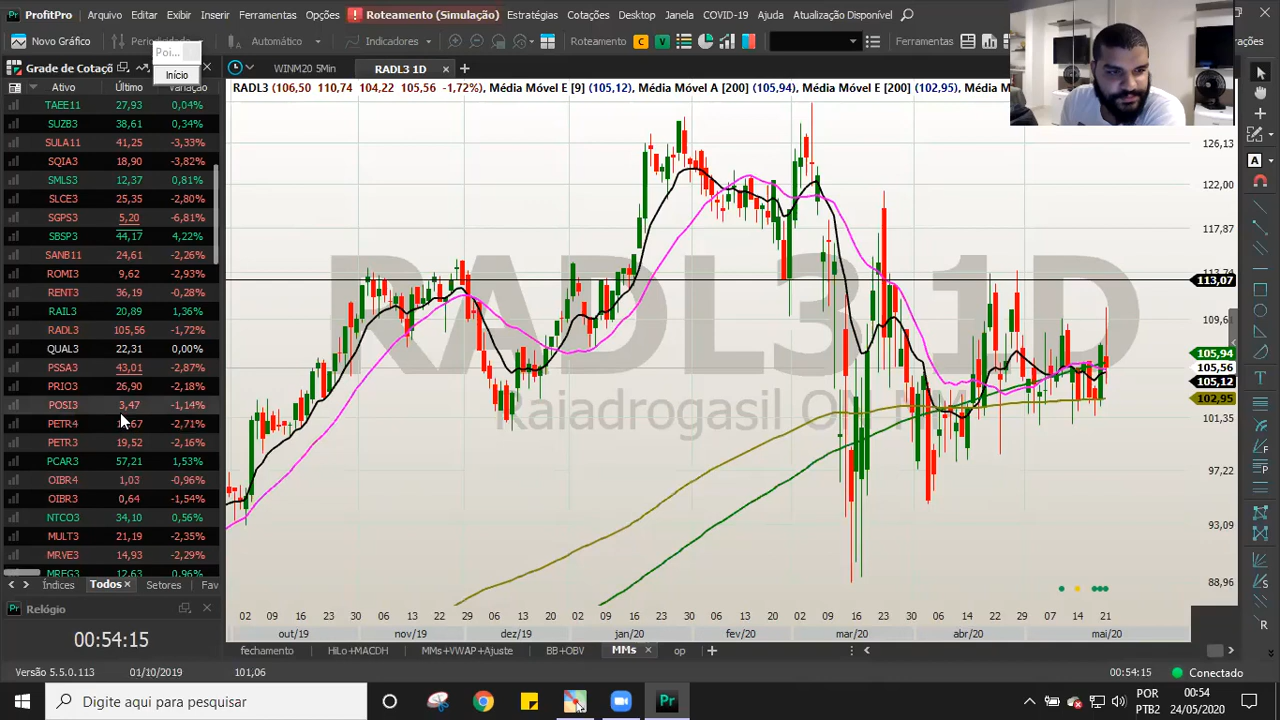 ProfitPro Arquivo Editar Exibir Inserir Ferramentas Opções Roteamento (Simulação) Estratégias Cotações Desktop Janela COVID-19 Ajuda Atualização Disponível
Novo Gráfico Automático Indicadores Roteamento C V Ferramentas
Poi...
Início
Grade de Cotaçõ
WINM20 5Min RADL3 1D
Ativo Último Variação
RADL3 (106,50 110,74 104,22 105,56 -1,72%), Média Móvel E [9] (105,12), Média Móvel A [200] (105,94), Média Móvel E [200] (102,95), Média M
TAEE11 27,93 0,04%
SUZB3 38,61 0,34%
SULA11 41,25 -3,33%
SQIA3 18,90 -3,82%
SMLS3 12,37 0,81%
SLCE3 25,35 -2,80%
SGPS3 5,20 -6,81%
SBSP3 44,17 4,22%
SANB11 24,61 -2,26%
ROMI3 9,62 -2,93%
RENT3 36,19 -0,28%
RAIL3 20,89 1,36%
RADL3 105,56 -1,72%
QUAL3 22,31 0,00%
PSSA3 43,01 -2,87%
PRIO3 26,90 -2,18%
POSI3 3,47 -1,14%
PETR4 -2,71%
PETR3 19,52 -2,16%
PCAR3 57,21 1,53%
OIBR4 1,03 -0,96%
OIBR3 0,64 -1,54%
NTCO3 34,10 0,56%
MULT3 21,19 -2,35%
MRVE3 14,93 -2,29%
MRFG3 12,63 0,96%
Índices Todos Setores Fav
Relógio
00:54:15
RADL3 1D
Raiadrogasil ON
126,13
122,00
117,87
113,74
113,07
105,94
105,56
105,12
102,95
101,35
97,22
93,09
88,96
02 09 16 23 30 06 13 22 29 06 13 20 30 02 09 16 23 30 06 13 20 02 09 16 23 30 07 14 22 29 07 14 21
out/19 nov/19 dez/19 jan/20 fev/20 mar/20 abr/20 mai/20
fechamento HiLo+MACDH MMs+VWAP+Ajuste BB+OBV MMs op
Versão 5.5.0.113 01/10/2019 101,06 00:54:15 Conectado
Digite aqui para pesquisar
POR
PTB2
00:54
24/05/2020